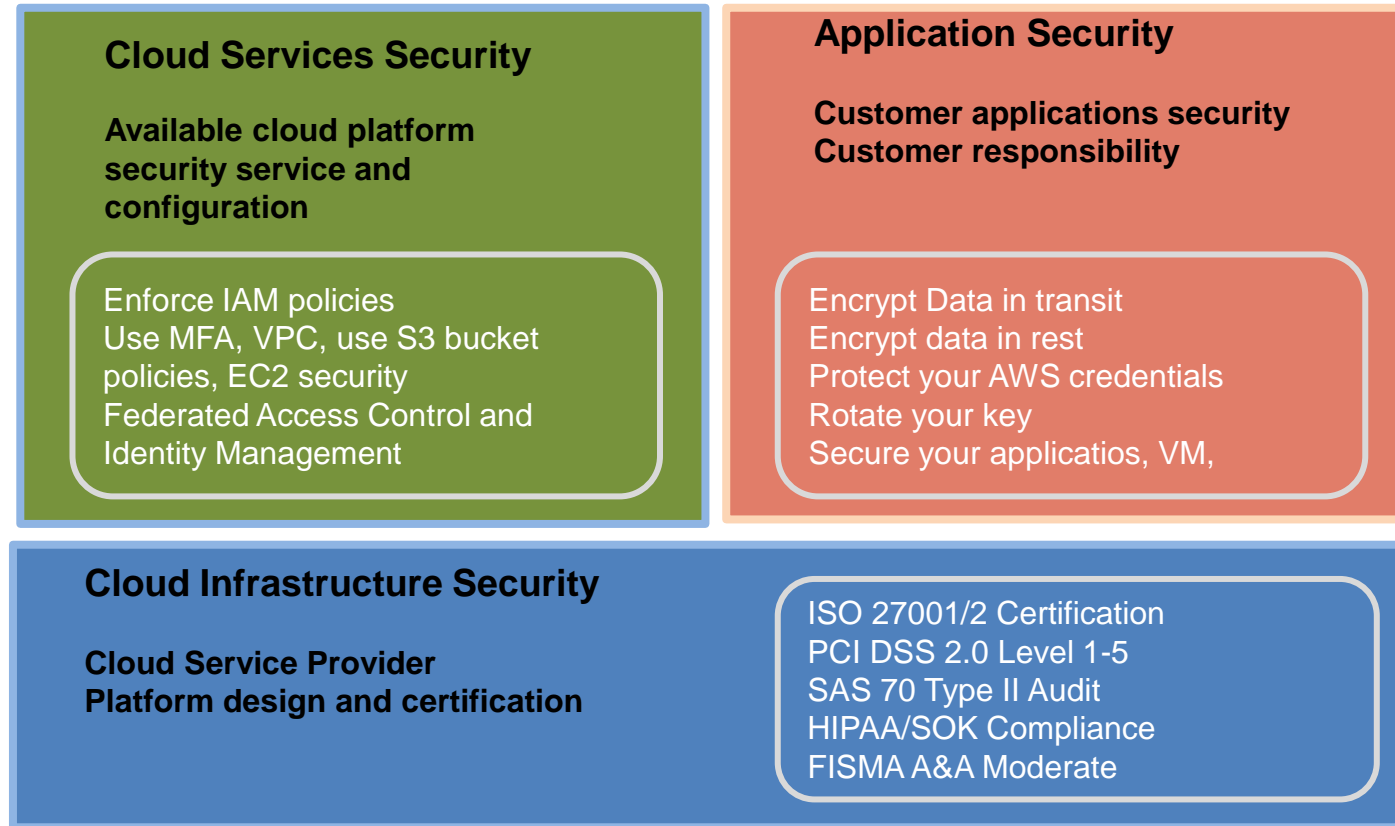 Cloud Services Security
Available cloud platform
security service and
configuration
Enforce IAM policies
Use MFA, VPC, use S3 bucket
policies, EC2 security
Federated Access Control and
Identity Management
Application Security
Customer applications security
Customer responsibility
Encrypt Data in transit
Encrypt data in rest
Protect your AWS credentials
Rotate your key
Secure your applicatios, VM,
Cloud Infrastructure Security
Cloud Service Provider
Platform design and certification
ISO 27001/2 Certification
PCI DSS 2.0 Level 1-5
SAS 70 Type II Audit
HIPAA/SOK Compliance
FISMA A&A Moderate